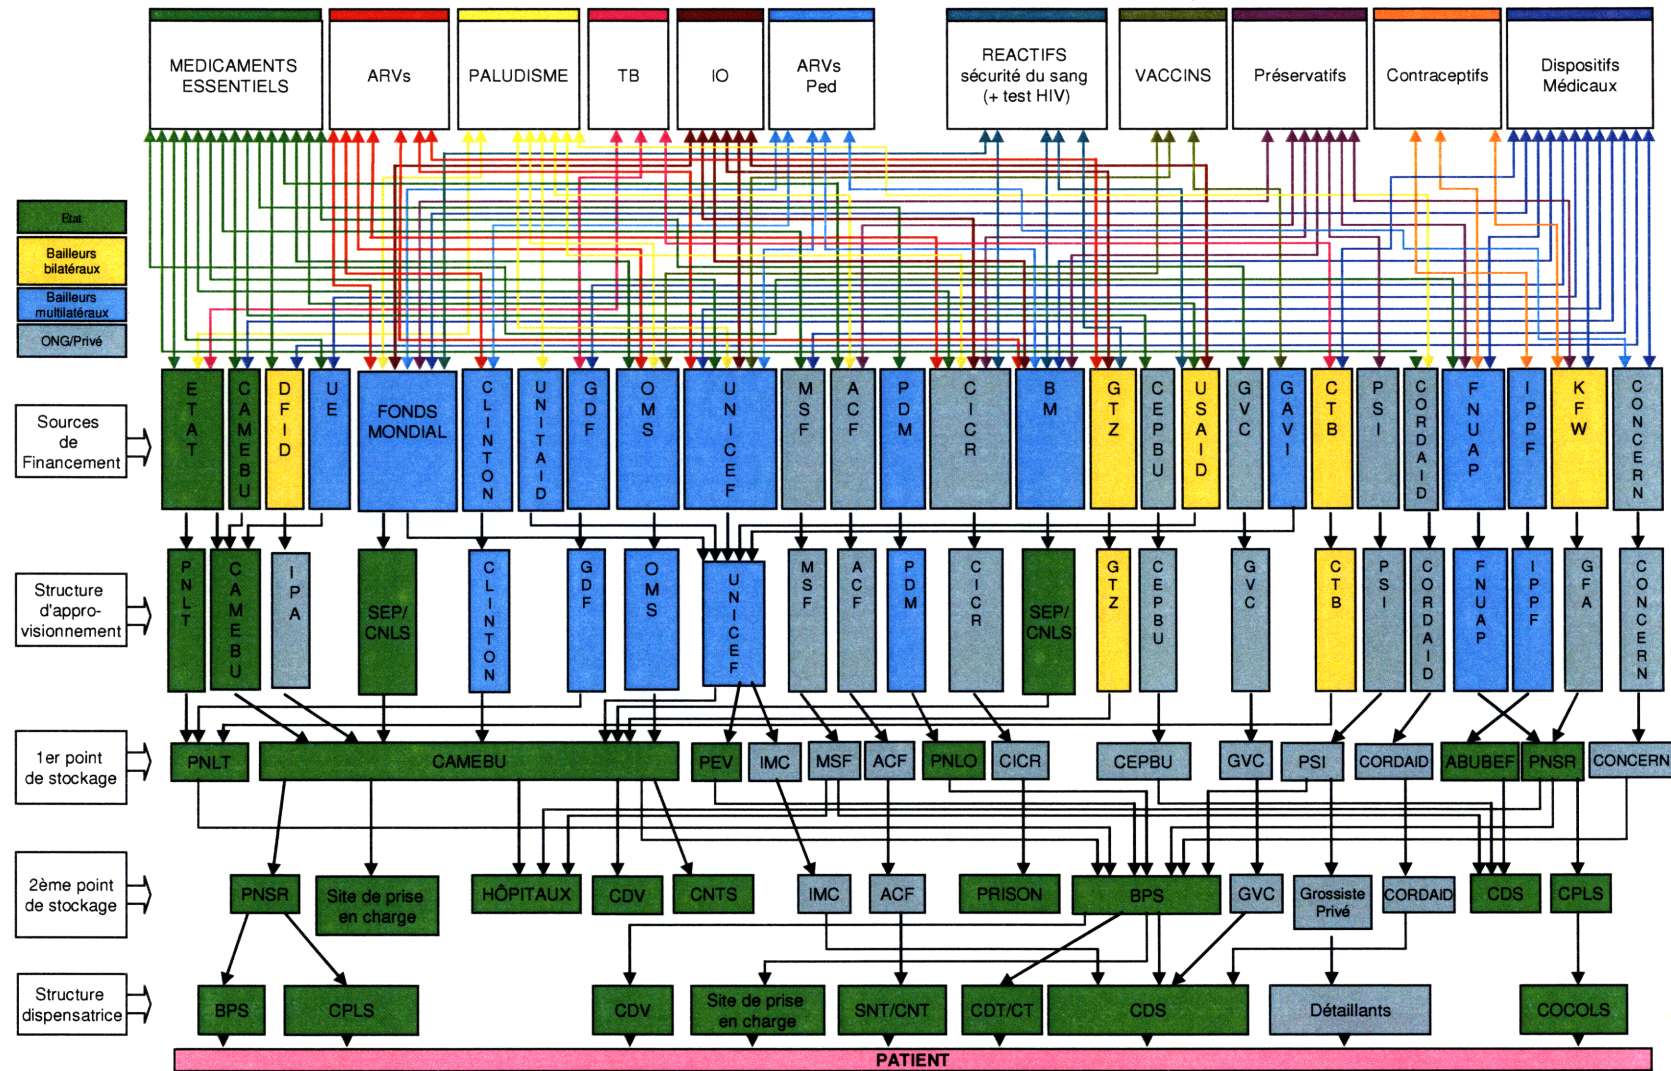 MEDICAMENTS
ESSENTIELS
ARVs
PALUDISME
TB
IO
ARVs
Ped
REACTIFS
sécurité du sang
(+ test HIV)
VACCINS
Préservatifs
Contraceptifs
Dispositifs
Médicaux
Etat
Bailleurs
bilatéraux
Bailleurs
multilatéraux
ONG/Privé
Sources
de
Financement
ETAT
CAMEBU
DFID
UE
FONDS
MONDIAL
CLINTON
UNITAID
GDF
OMS
UNICEF
MSF
ACF
PDM
CICR
BM
GTZ
CEPBU
USAID
GVC
GAVI
CTB
PSI
CORDAID
FNUAP
IPPF
KFW
CONCERN
Structure
d'appro-
visionnement
PNLT
CAMEBU
IPA
SEP/
CNLS
CLINTON
GDF
OMS
UNICEF
MSF
ACF
PDM
CICR
SEP/
CNLS
GTZ
CEPBU
GVC
CTB
PSI
CORDAID
FNUAP
IPPF
GFA
CONCERN
1er point
de stockage
PNLT
CAMEBU
PEV
IMC
MSF
ACF
PNLO
CICR
CEPBU
GVC
PSI
CORDAID
ABUBEF
PNSR
CONCERN
2ème point
de stockage
PNSR
Site de prise
en charge
HÔPITAUX
CDV
CNTS
IMC
ACF
PRISON
BPS
GVC
Grossiste
Privé
CORDAID
CDS
CPLS
Structure
dispensatrice
BPS
CPLS
CDV
Site de prise
en charge
SNT/CNT
CDT/CT
CDS
Détaillants
COCOLS
PATIENT